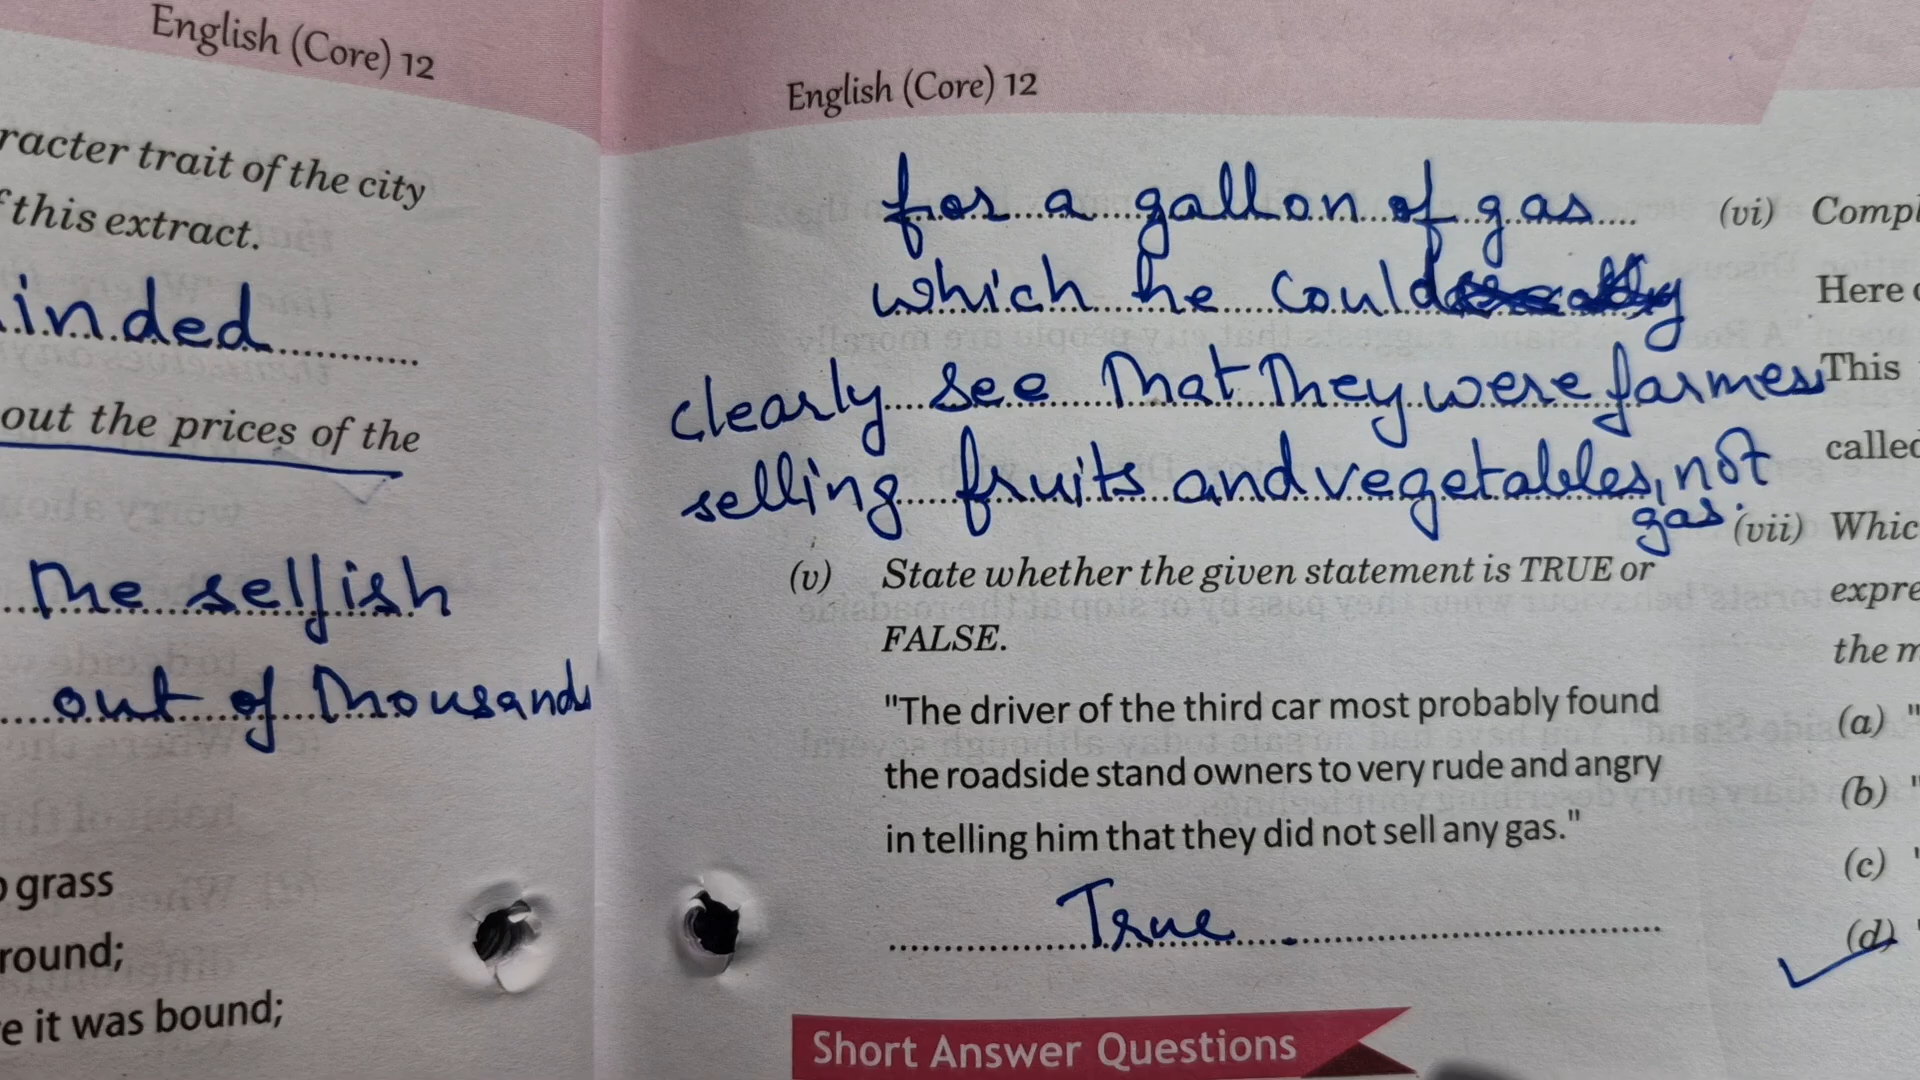 English (Core) 12
racter trait of the city
f this extract.
inded
out the prices of the
the selfish
out of thousands
grass
round;
e it was bound;
English (Core) 12
for a gallon of gas
which he could
clearly see that they were farmers
selling fruits and vegetables, not
gas.
(v) State whether the given statement is TRUE or
FALSE.
"The driver of the third car most probably found
the roadside stand owners to very rude and angry
in telling him that they did not sell any gas."
True
Short Answer Questions
(vi) Compl
Here
This
called
(vii) Whic
expre
the m
(a) "
(b) "
(c) '
(d) '